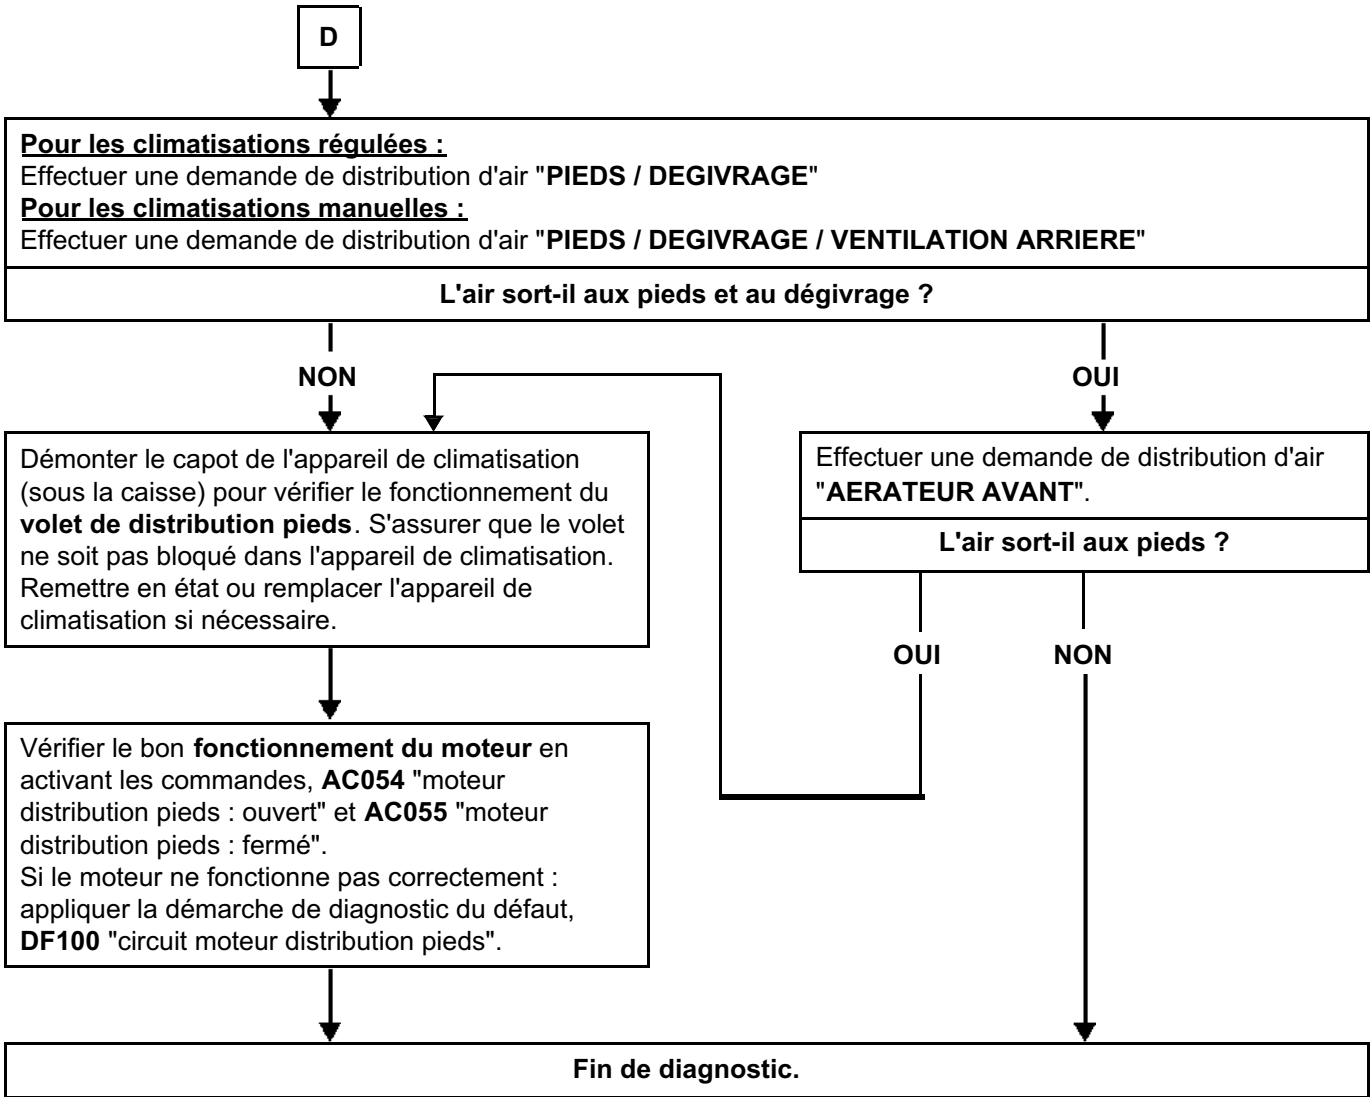 D
Pour les climatisations régulées :
Effectuer une demande de distribution d'air "PIEDS / DEGIVRAGE"
Pour les climatisations manuelles :
Effectuer une demande de distribution d'air "PIEDS / DEGIVRAGE / VENTILATION ARRIERE"
L'air sort-il aux pieds et au dégivrage ?
NON
OUI
Démonter le capot de l'appareil de climatisation
(sous la caisse) pour vérifier le fonctionnement du
volet de distribution pieds. S'assurer que le volet
ne soit pas bloqué dans l'appareil de climatisation.
Remettre en état ou remplacer l'appareil de
climatisation si nécessaire.
Effectuer une demande de distribution d'air
"AERATEUR AVANT".
L'air sort-il aux pieds ?
OUI
NON
Vérifier le bon fonctionnement du moteur en
activant les commandes, AC054 "moteur
distribution pieds : ouvert" et AC055 "moteur
distribution pieds : fermé".
Si le moteur ne fonctionne pas correctement :
appliquer la démarche de diagnostic du défaut,
DF100 "circuit moteur distribution pieds".
Fin de diagnostic.